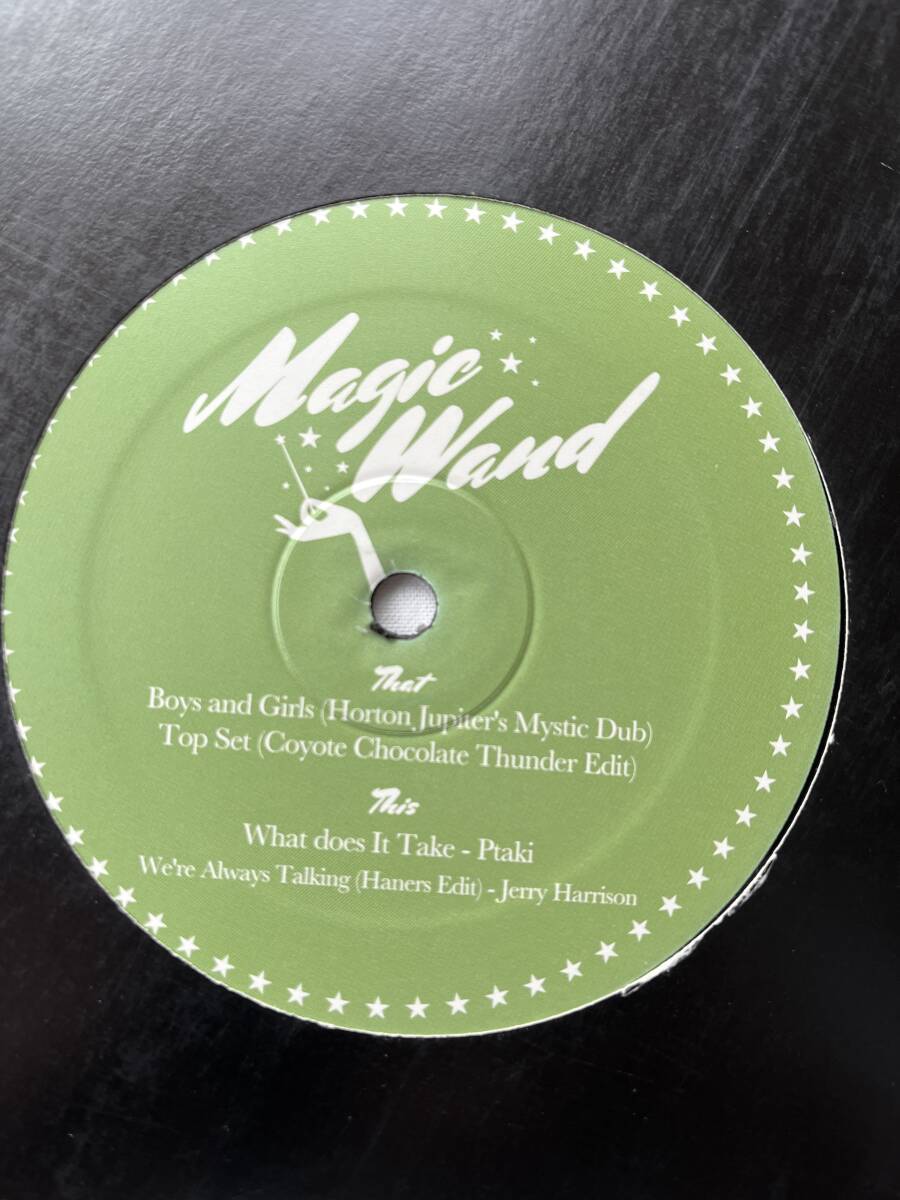 Magic
Wand
That
Boys and Girls (Horton Jupiter's Mystic Dub)
Top Set (Coyote Chocolate Thunder Edit)
This
What does It Take - Ptaki
We're Always Talking (Haners Edit) - Jerry Harrison